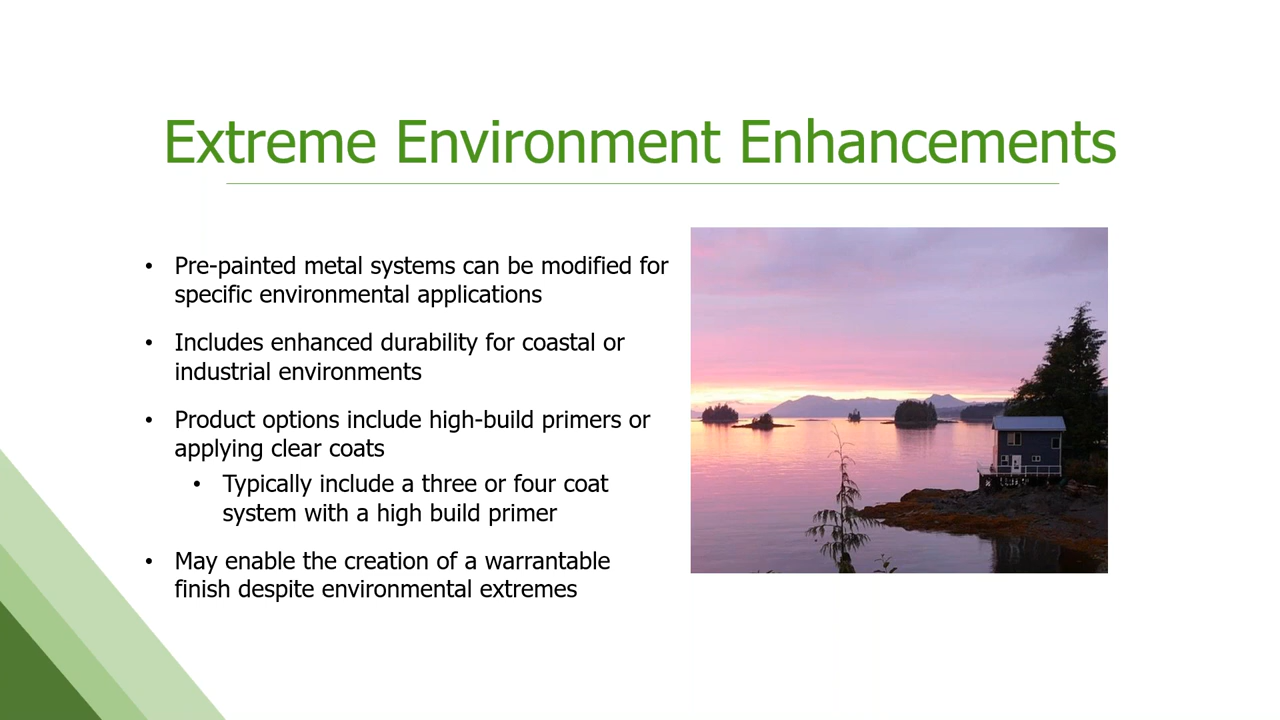 Extreme Environment Enhancements
• Pre-painted metal systems can be modified for
specific environmental applications
• Includes enhanced durability for coastal or
industrial environments
• Product options include high-build primers or
applying clear coats
• Typically include a three or four coat
system with a high build primer
• May enable the creation of a warrantable
finish despite environmental extremes